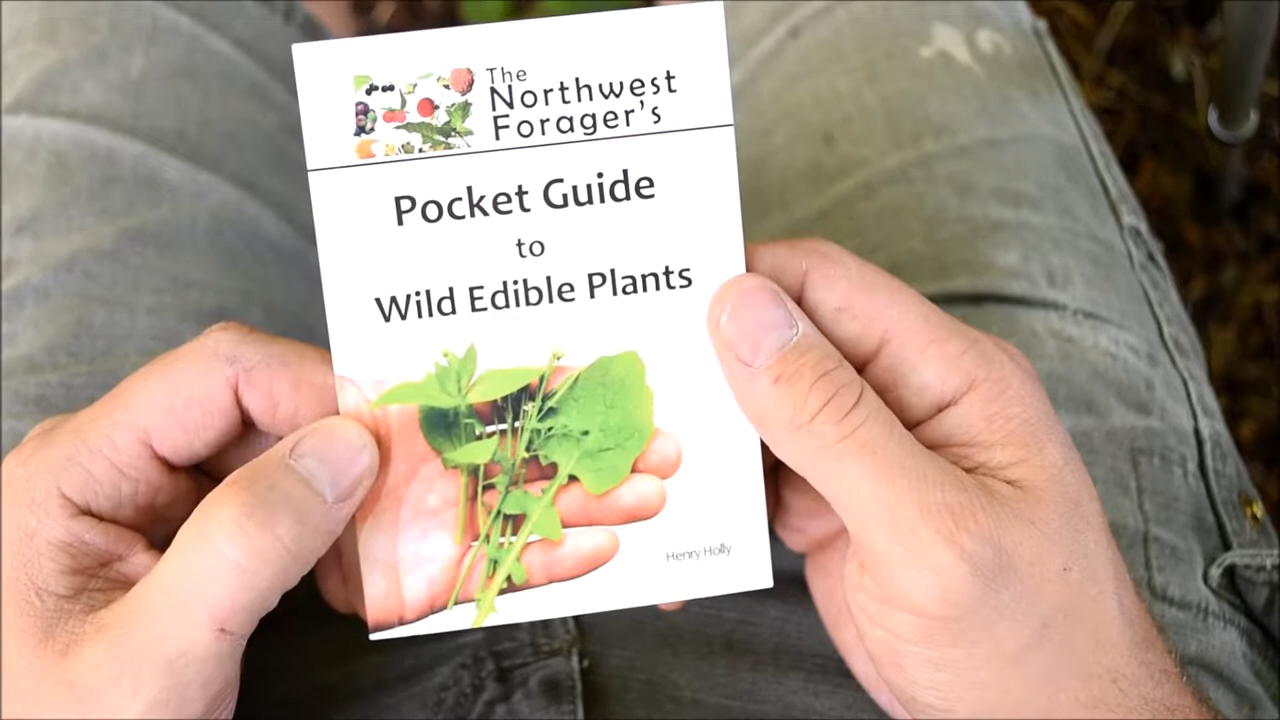 The
Northwest
Forager's
Pocket Guide
to
Wild Edible Plants
Henry Holly